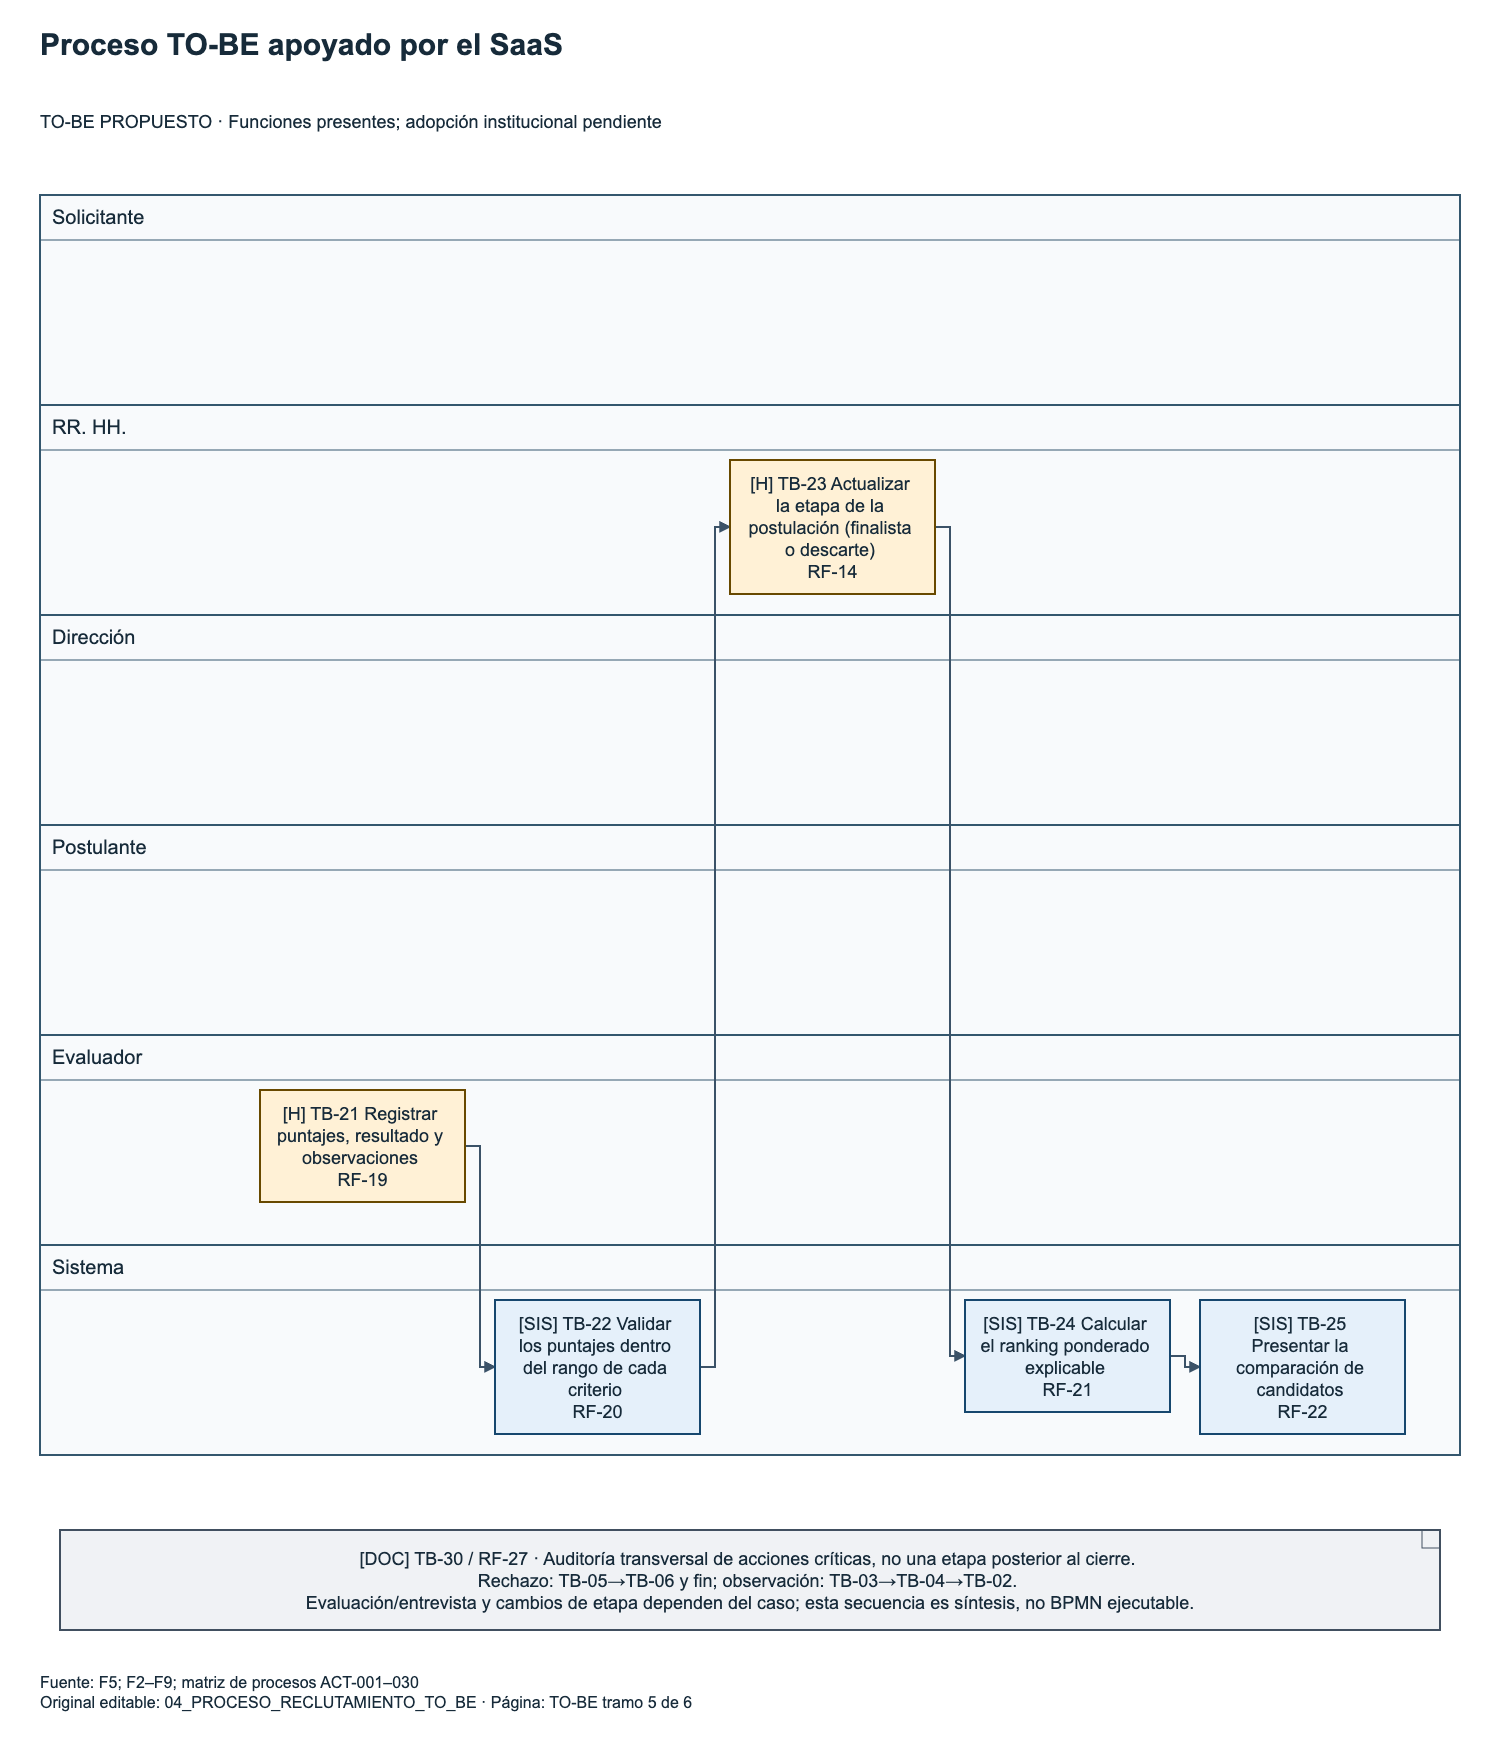 Proceso TO-BE apoyado por el SaaS
TO-BE PROPUESTO · Funciones presentes; adopción institucional pendiente
Solicitante
RR. HH.
[H] TB-23 Actualizar
la etapa de la
postulación (finalista
o descarte)
RF-14
Dirección
Postulante
Evaluador
[H] TB-21 Registrar
puntajes, resultado y
observaciones
RF-19
Sistema
[SIS] TB-22 Validar
los puntajes dentro
del rango de cada
criterio
RF-20
[SIS] TB-24 Calcular
el ranking ponderado
explicable
RF-21
[SIS] TB-25
Presentar la
comparación de
candidatos
RF-22
[DOC] TB-30 / RF-27 · Auditoría transversal de acciones críticas, no una etapa posterior al cierre.
Rechazo: TB-05→TB-06 y fin; observación: TB-03→TB-04→TB-02.
Evaluación/entrevista y cambios de etapa dependen del caso; esta secuencia es síntesis, no BPMN ejecutable.
Fuente: F5; F2–F9; matriz de procesos ACT-001–030
Original editable: 04_PROCESO_RECLUTAMIENTO_TO_BE · Página: TO-BE tramo 5 de 6